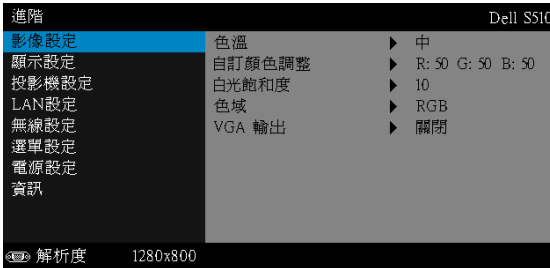 進階 Dell S510
影像設定 色溫 中
顯示設定 自訂顏色調整 R: 50 G: 50 B: 50
投影機設定 白光飽和度 10
LAN設定 色域 RGB
無線設定 VGA 輸出 關閉
選單設定
電源設定
資訊
解析度 1280x800